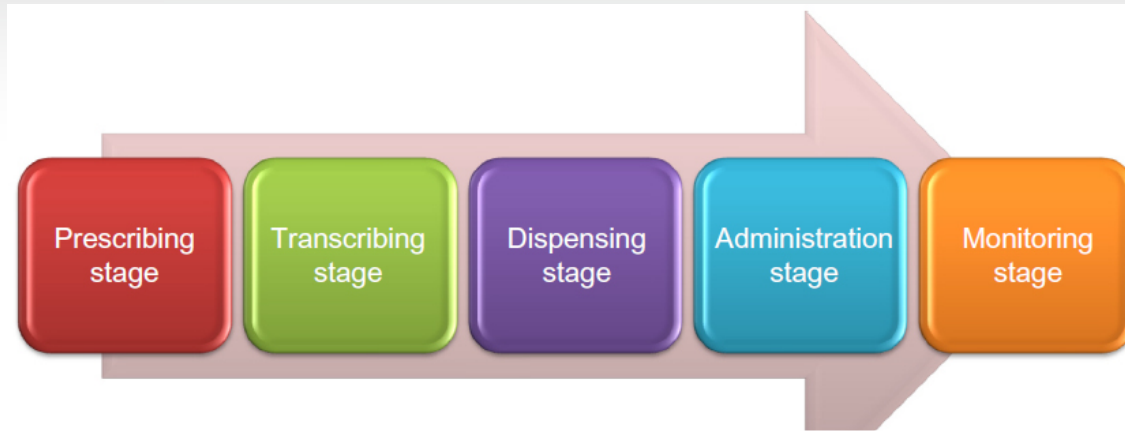 Prescribing
stage
Transcribing
stage
Dispensing
stage
Administration
stage
Monitoring
stage